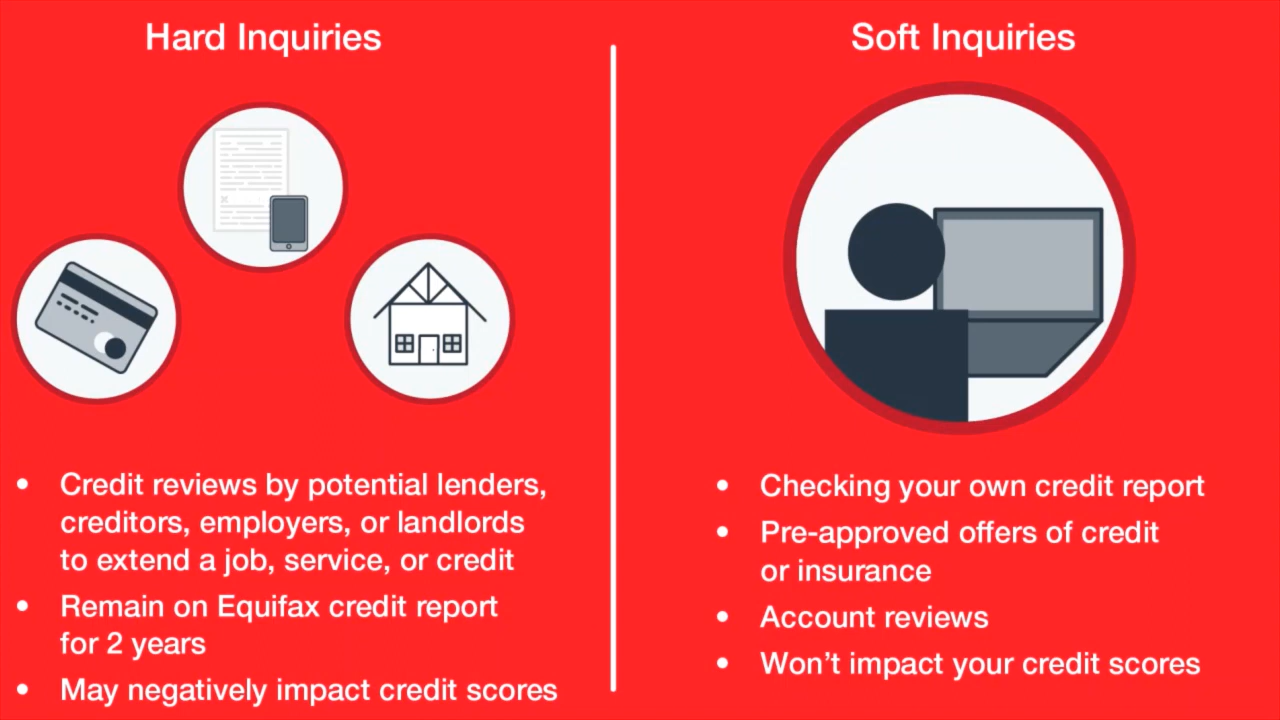 Hard Inquiries
• Credit reviews by potential lenders,
creditors, employers, or landlords
to extend a job, service, or credit
• Remain on Equifax credit report
for 2 years
• May negatively impact credit scores
Soft Inquiries
• Checking your own credit report
• Pre-approved offers of credit
or insurance
• Account reviews
• Won’t impact your credit scores